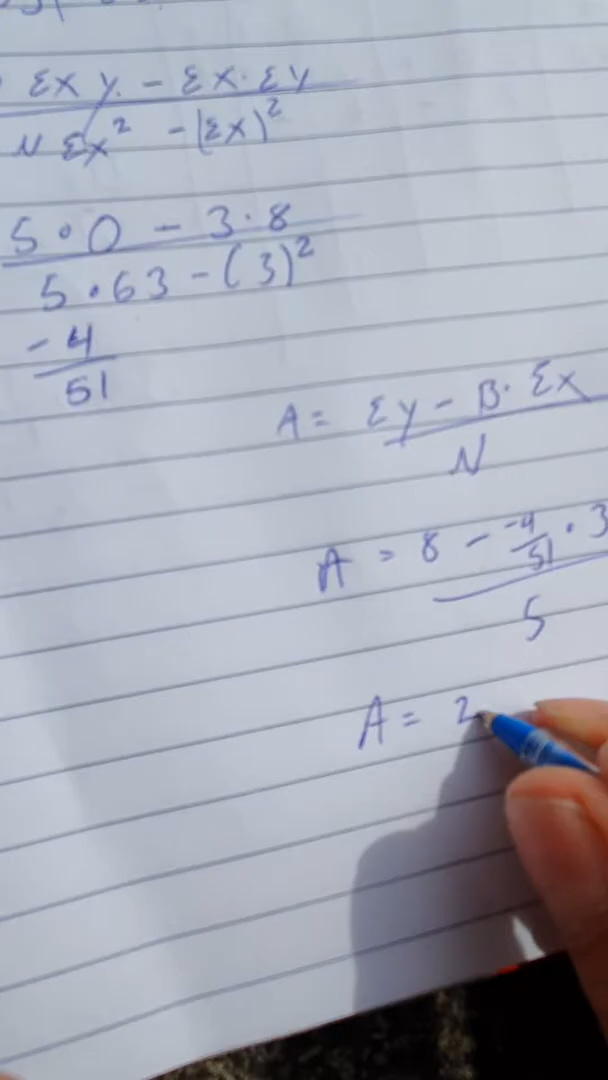 Σxy - Σx·Σy
N Σx² - (Σx)²
5·0 - 3·8
5·63 - (3)²
-4
51
A = Σy - B·Σx
N
A = 8 - -4/51 · 3
5
A = 2